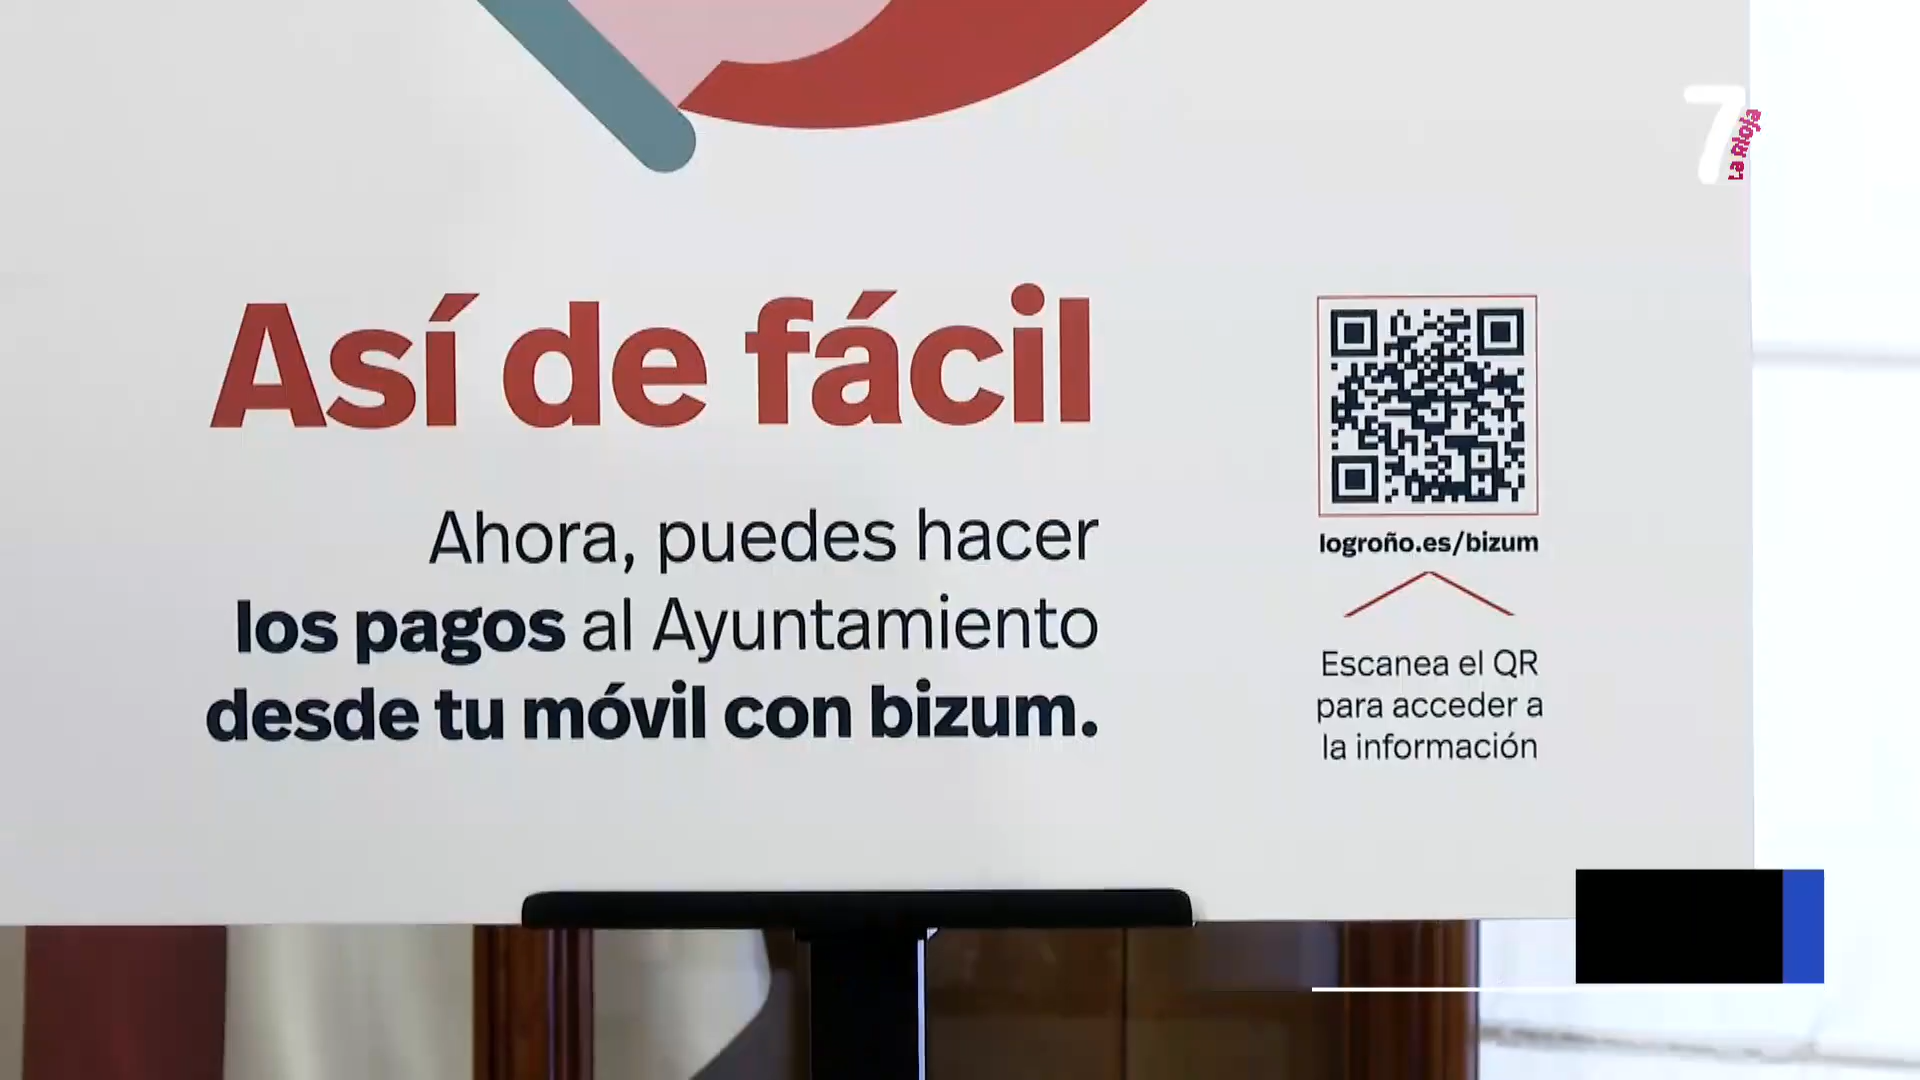 7
La Rioja
Así de fácil
Ahora, puedes hacer
los pagos al Ayuntamiento
desde tu móvil con bizum.
logroño.es/bizum
Escanea el QR
para acceder a
la información